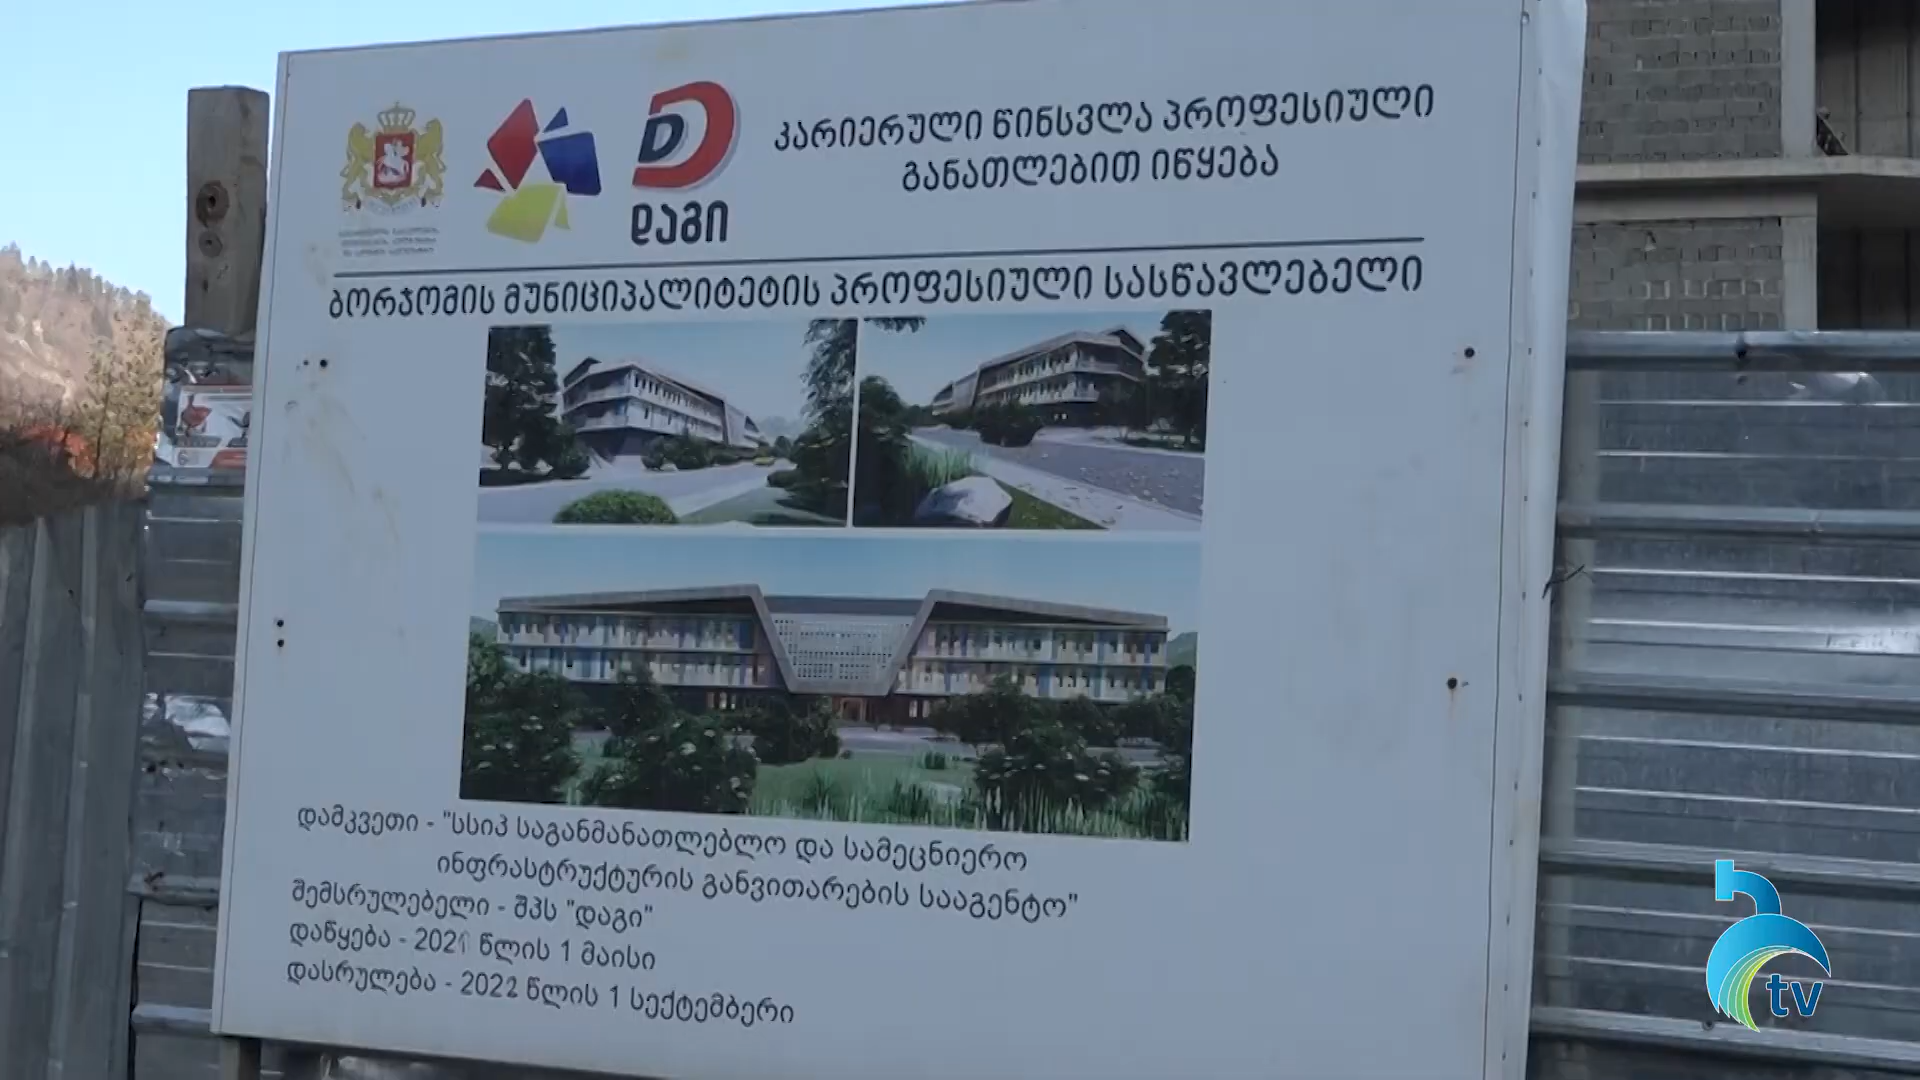 დაგი
კარიერული წინსვლა პროფესიული
განათლებით იწყება
ბორჯომის მუნიციპალიტეტის პროფესიული სასწავლებელი
დამკვეთი - "სსიპ საგანმანათლებლო და სამეცნიერო
ინფრასტრუქტურის განვითარების სააგენტო"
შემსრულებელი - შპს "დაგი"
დაწყება - 2021 წლის 1 მაისი
დასრულება - 2022 წლის 1 სექტემბერი
tv